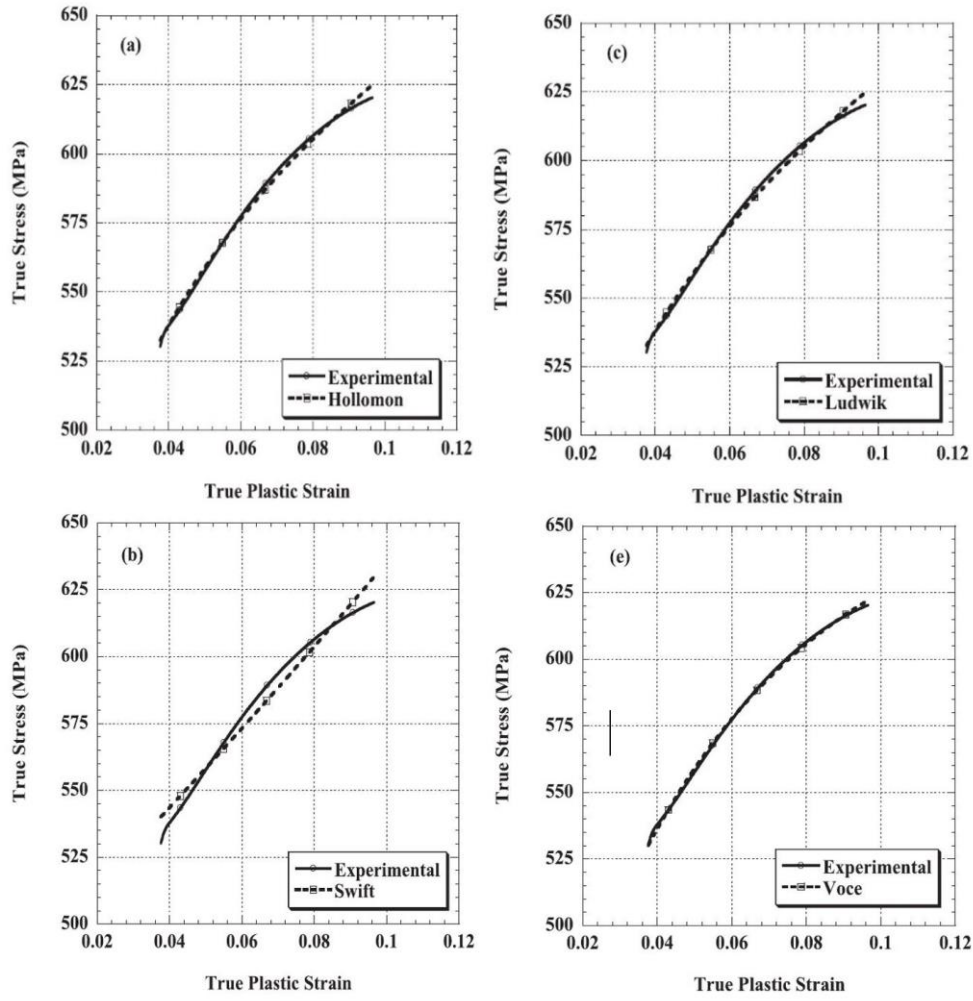 (a)
True Stress (MPa)
650
625
600
575
550
525
500
Experimental
Hollomon
0.02 0.04 0.06 0.08 0.1 0.12
True Plastic Strain
(c)
True Stress (MPa)
650
625
600
575
550
525
500
Experimental
Ludwik
0.02 0.04 0.06 0.08 0.1 0.12
True Plastic Strain
(b)
True Stress (MPa)
650
625
600
575
550
525
500
Experimental
Swift
0.02 0.04 0.06 0.08 0.1 0.12
True Plastic Strain
(e)
True Stress (MPa)
650
625
600
575
550
525
500
Experimental
Voce
0.02 0.04 0.06 0.08 0.1 0.12
True Plastic Strain